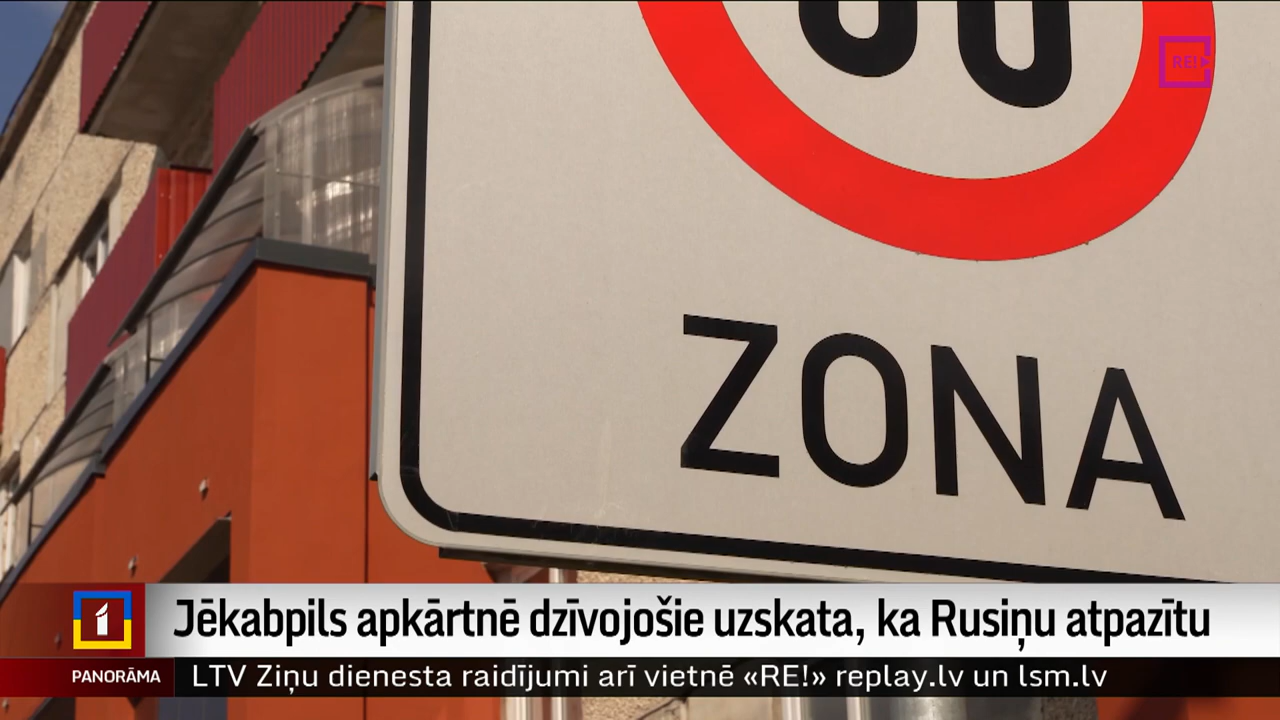 RE!
ZONA
1
Jēkabpils apkārtnē dzīvojošie uzskata, ka Rusiņu atpazītu
PANORĀMA
LTV Ziņu dienesta raidījumi arī vietnē «RE!» replay.lv un lsm.lv